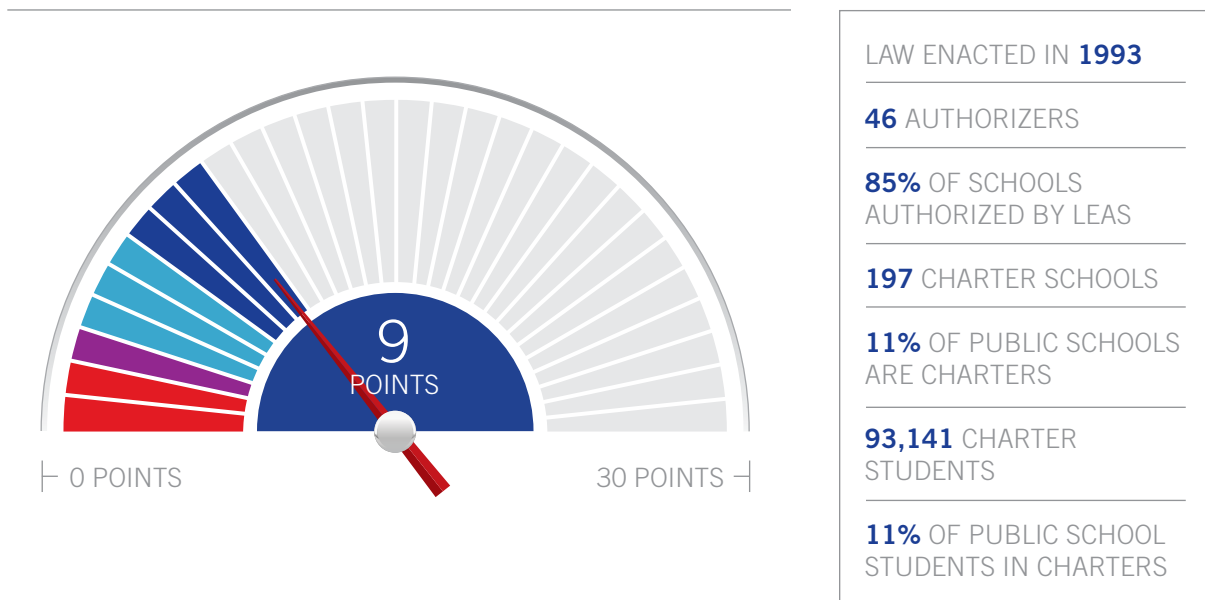 9
POINTS
0 POINTS
30 POINTS
LAW ENACTED IN 1993
46 AUTHORIZERS
85% OF SCHOOLS
AUTHORIZED BY LEAS
197 CHARTER SCHOOLS
11% OF PUBLIC SCHOOLS
ARE CHARTERS
93,141 CHARTER
STUDENTS
11% OF PUBLIC SCHOOL
STUDENTS IN CHARTERS